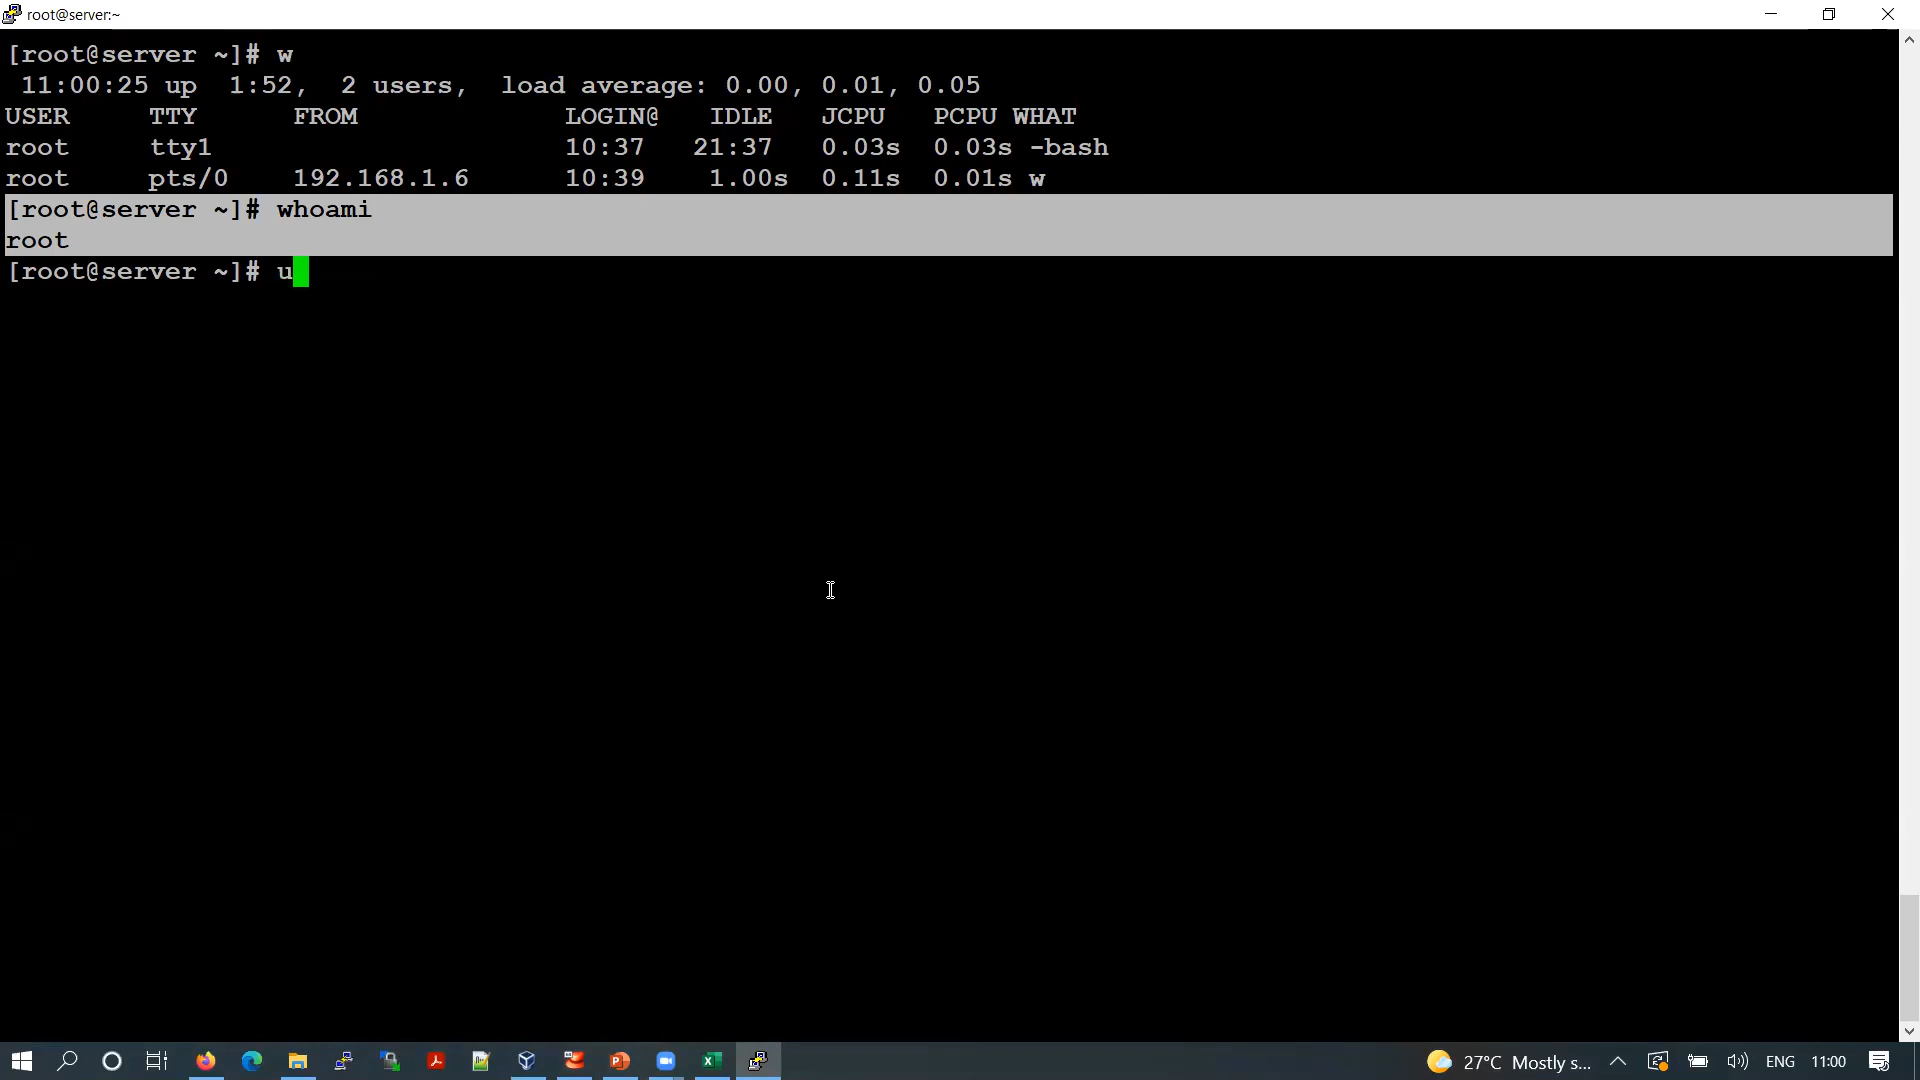 root@server:~
[root@server ~]# w
 11:00:25 up  1:52,  2 users,  load average: 0.00, 0.01, 0.05
USER     TTY      FROM             LOGIN@   IDLE   JCPU   PCPU WHAT
root     tty1                      10:37   21:37   0.03s  0.03s -bash
root     pts/0    192.168.1.6      10:39    1.00s  0.11s  0.01s w
[root@server ~]# whoami
root
[root@server ~]# u
27°C Mostly s... ENG 11:00